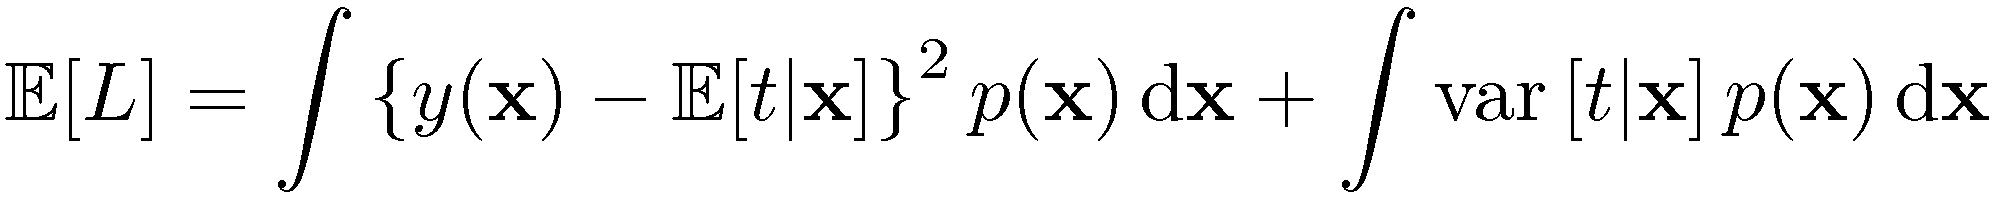 𝔼[L] = ∫ {y(𝐱) − 𝔼[t|𝐱]}² p(𝐱) d𝐱 + ∫ var [t|𝐱] p(𝐱) d𝐱